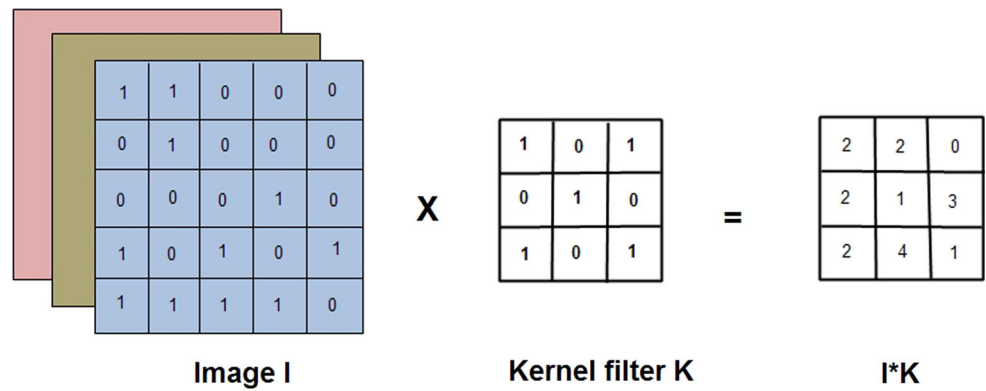 1 1 0 0 0
0 1 0 0 0
0 0 0 1 0
1 0 1 0 1
1 1 1 1 0
X
1 0 1
0 1 0
1 0 1
=
2 2 0
2 1 3
2 4 1
Image I
Kernel filter K
I*K